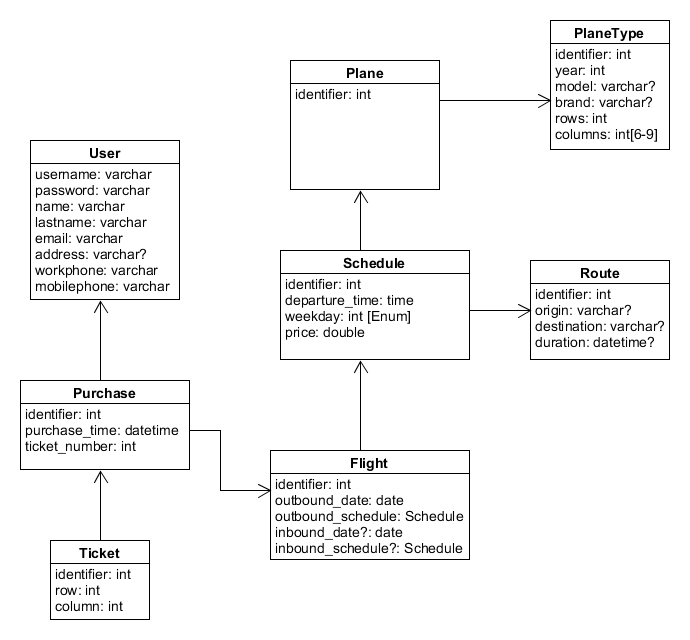 PlaneType
identifier: int
year: int
model: varchar?
brand: varchar?
rows: int
columns: int[6-9]
Plane
identifier: int
User
username: varchar
password: varchar
name: varchar
lastname: varchar
email: varchar
address: varchar?
workphone: varchar
mobilephone: varchar
Schedule
identifier: int
departure_time: time
weekday: int [Enum]
price: double
Route
identifier: int
origin: varchar?
destination: varchar?
duration: datetime?
Purchase
identifier: int
purchase_time: datetime
ticket_number: int
Flight
identifier: int
outbound_date: date
outbound_schedule: Schedule
inbound_date?: date
inbound_schedule?: Schedule
Ticket
identifier: int
row: int
column: int